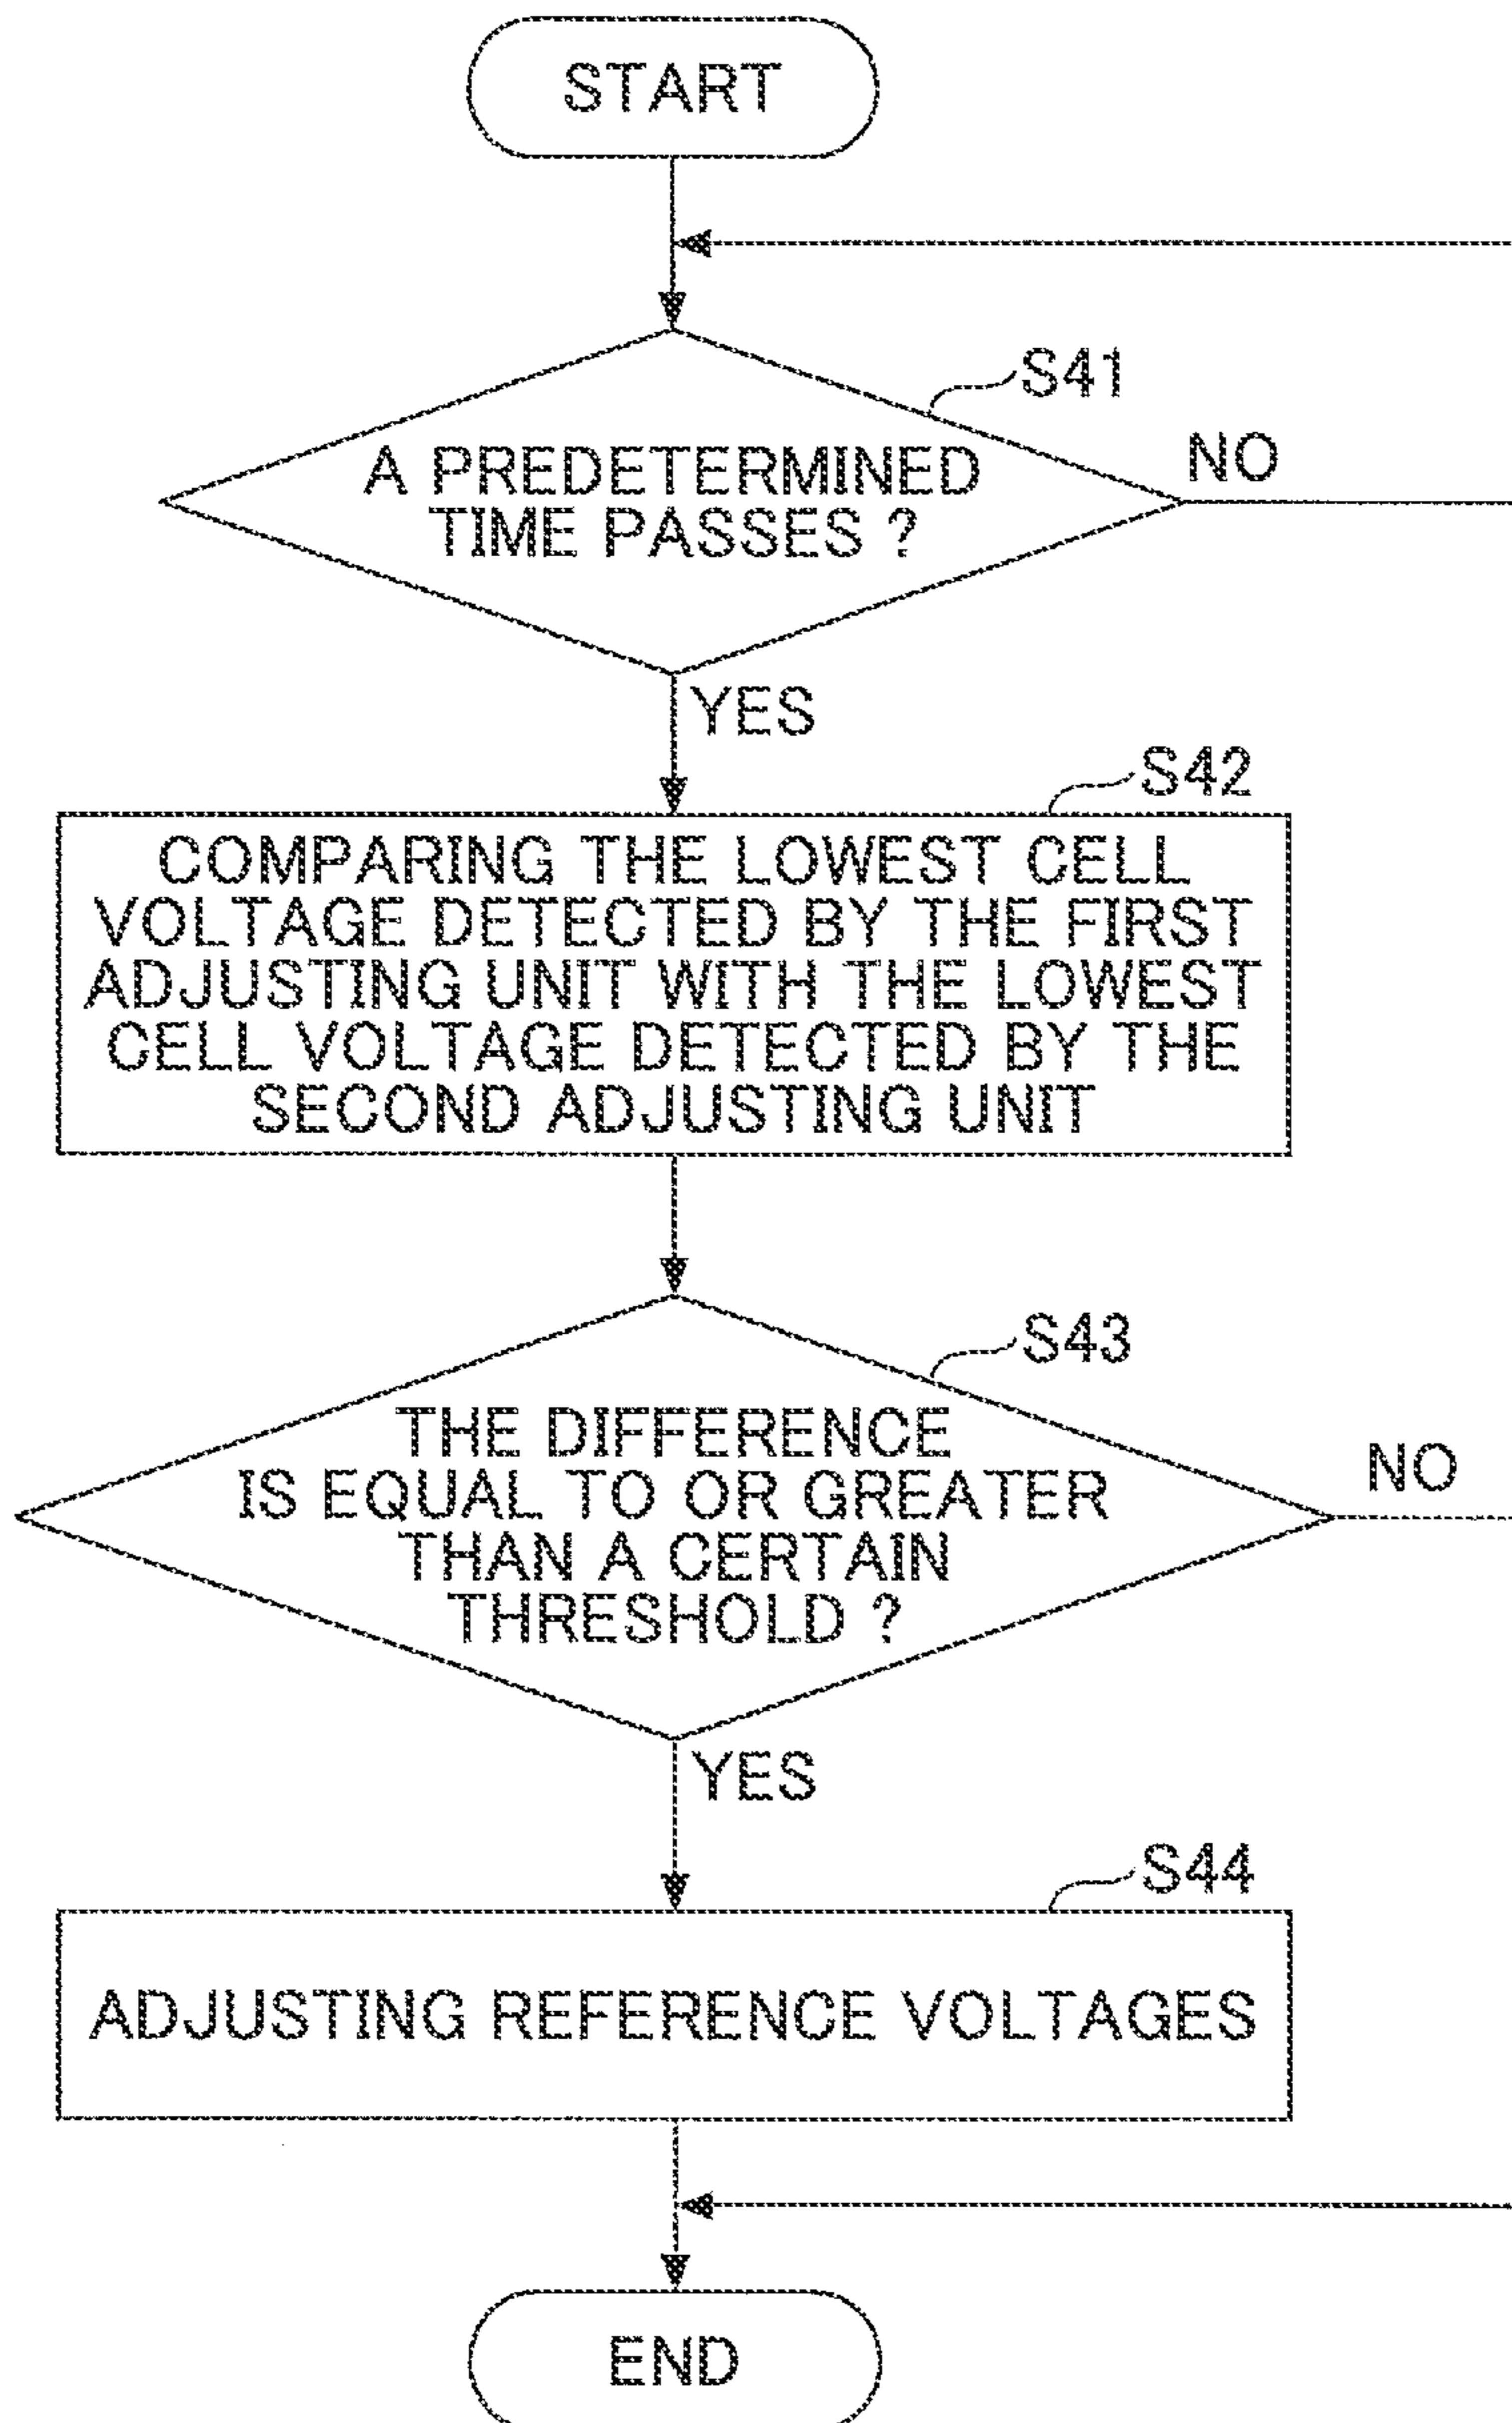 START
S41
A PREDETERMINED
TIME PASSES ?
NO
YES
S42
COMPARING THE LOWEST CELL
VOLTAGE DETECTED BY THE FIRST
ADJUSTING UNIT WITH THE LOWEST
CELL VOLTAGE DETECTED BY THE
SECOND ADJUSTING UNIT
S43
THE DIFFERENCE
IS EQUAL TO OR GREATER
THAN A CERTAIN
THRESHOLD ?
NO
YES
S44
ADJUSTING REFERENCE VOLTAGES
END